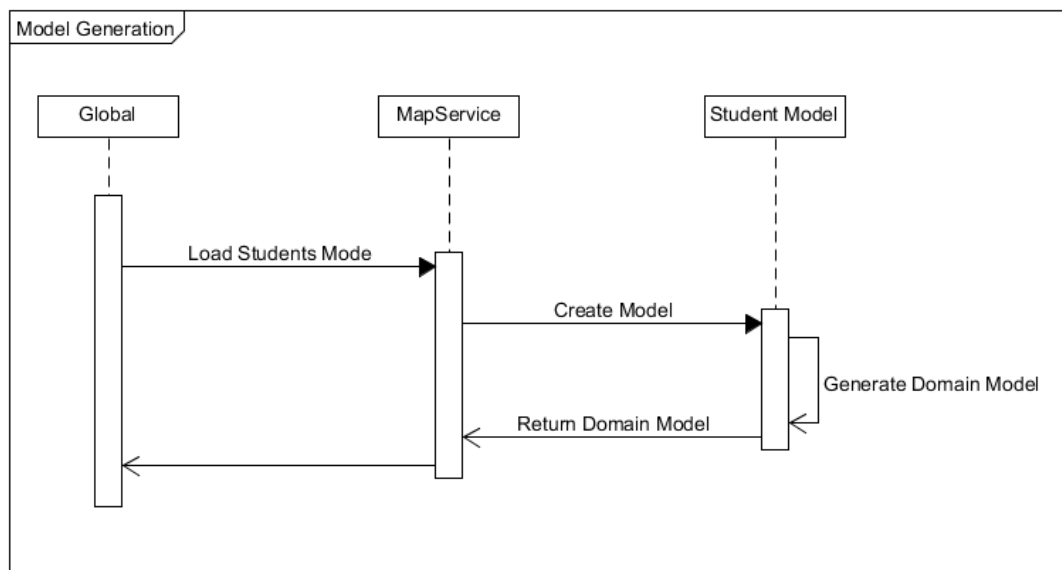 Model Generation
Global
MapService
Student Model
Load Students Mode
Create Model
Generate Domain Model
Return Domain Model